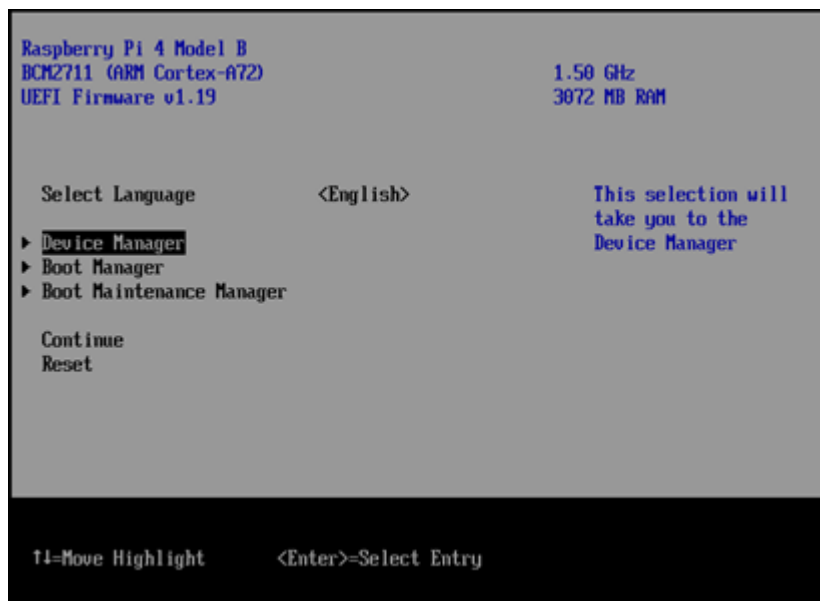 Raspberry Pi 4 Model B
BCM2711 (ARM Cortex-A72) 1.50 GHz
UEFI Firmware v1.19 3072 MB RAM
Select Language <English> This selection will
take you to the
▶ Device Manager Device Manager
▶ Boot Manager
▶ Boot Maintenance Manager
Continue
Reset
↑↓=Move Highlight <Enter>=Select Entry